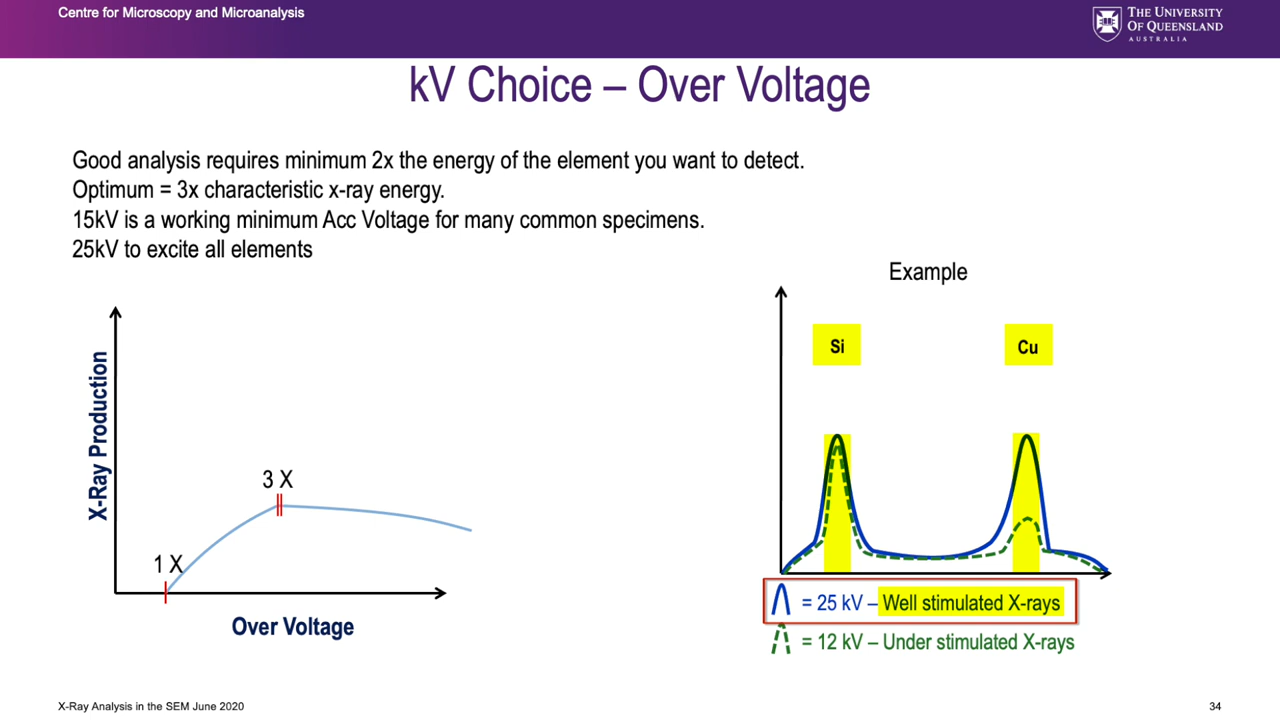 Centre for Microscopy and Microanalysis
THE UNIVERSITY
OF QUEENSLAND
AUSTRALIA
kV Choice – Over Voltage
Good analysis requires minimum 2x the energy of the element you want to detect.
Optimum = 3x characteristic x-ray energy.
15kV is a working minimum Acc Voltage for many common specimens.
25kV to excite all elements
Example
Si
Cu
X-Ray Production
3 X
1 X
Over Voltage
= 25 kV – Well stimulated X-rays
= 12 kV – Under stimulated X-rays
X-Ray Analysis in the SEM June 2020
34